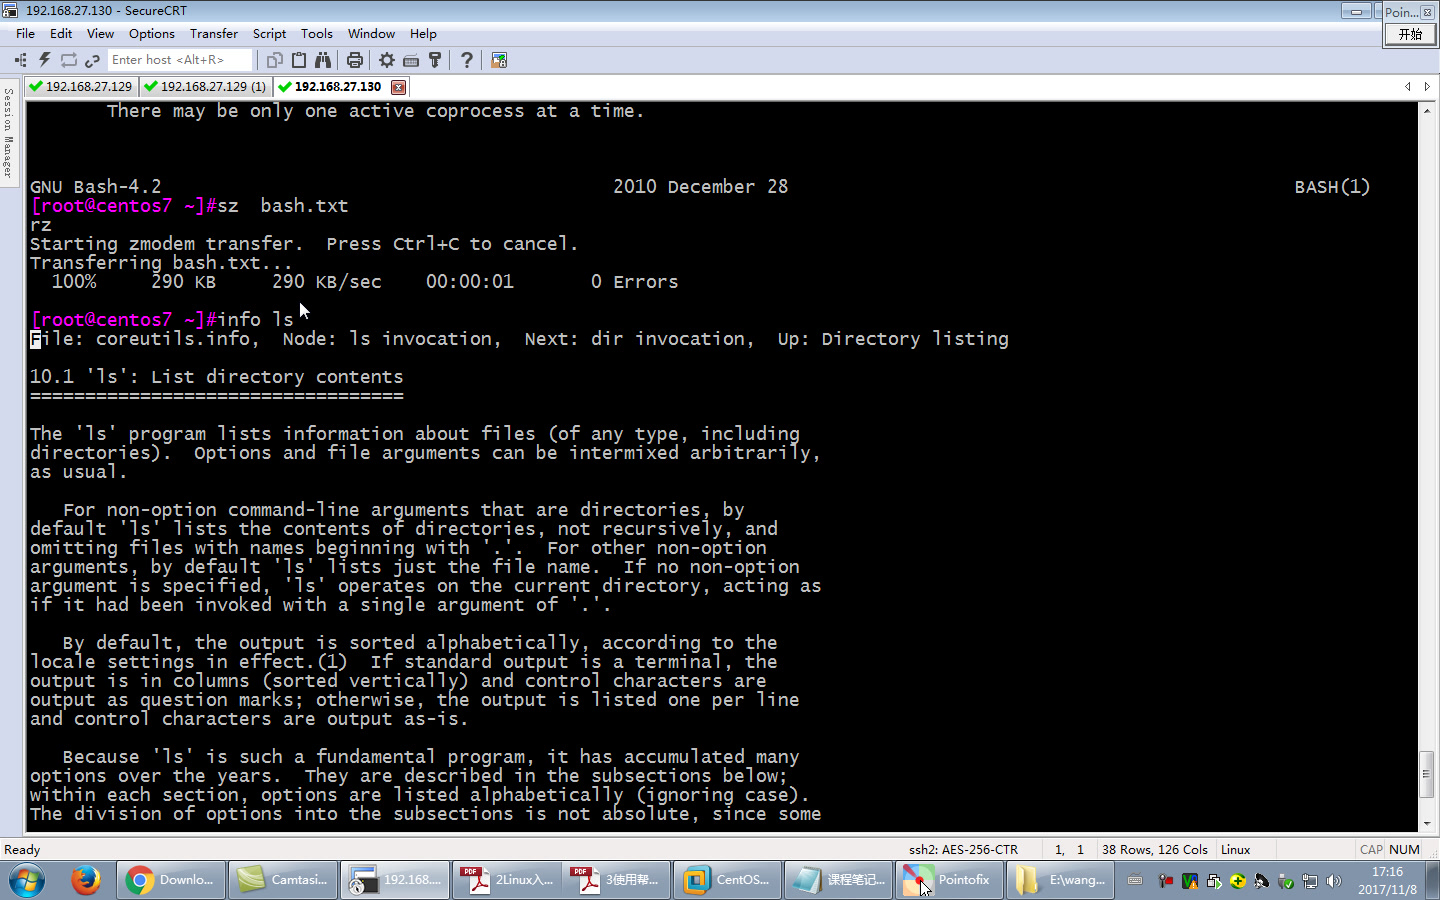 192.168.27.130 - SecureCRT
Poin...
开始
File Edit View Options Transfer Script Tools Window Help
Enter host <Alt+R>
192.168.27.129 192.168.27.129 (1) 192.168.27.130
Session Manager
There may be only one active coprocess at a time.
GNU Bash-4.2 2010 December 28 BASH(1)
[root@centos7 ~]#sz  bash.txt
rz
Starting zmodem transfer.  Press Ctrl+C to cancel.
Transferring bash.txt...
100% 290 KB 290 KB/sec 00:00:01 0 Errors
[root@centos7 ~]#info ls
File: coreutils.info,  Node: ls invocation,  Next: dir invocation,  Up: Directory listing
10.1 'ls': List directory contents
==================================
The 'ls' program lists information about files (of any type, including
directories).  Options and file arguments can be intermixed arbitrarily,
as usual.
For non-option command-line arguments that are directories, by
default 'ls' lists the contents of directories, not recursively, and
omitting files with names beginning with '.'.  For other non-option
arguments, by default 'ls' lists just the file name.  If no non-option
argument is specified, 'ls' operates on the current directory, acting as
if it had been invoked with a single argument of '.'.
By default, the output is sorted alphabetically, according to the
locale settings in effect.(1)  If standard output is a terminal, the
output is in columns (sorted vertically) and control characters are
output as question marks; otherwise, the output is listed one per line
and control characters are output as-is.
Because 'ls' is such a fundamental program, it has accumulated many
options over the years.  They are described in the subsections below;
within each section, options are listed alphabetically (ignoring case).
The division of options into the subsections is not absolute, since some
Ready ssh2: AES-256-CTR 1, 1 38 Rows, 126 Cols Linux CAP NUM
Downlo... Camtasi... 192.168.... 2Linux入... 3使用帮... CentOS... 课程笔记... Pointofix E:\wang... 17:16
2017/11/8